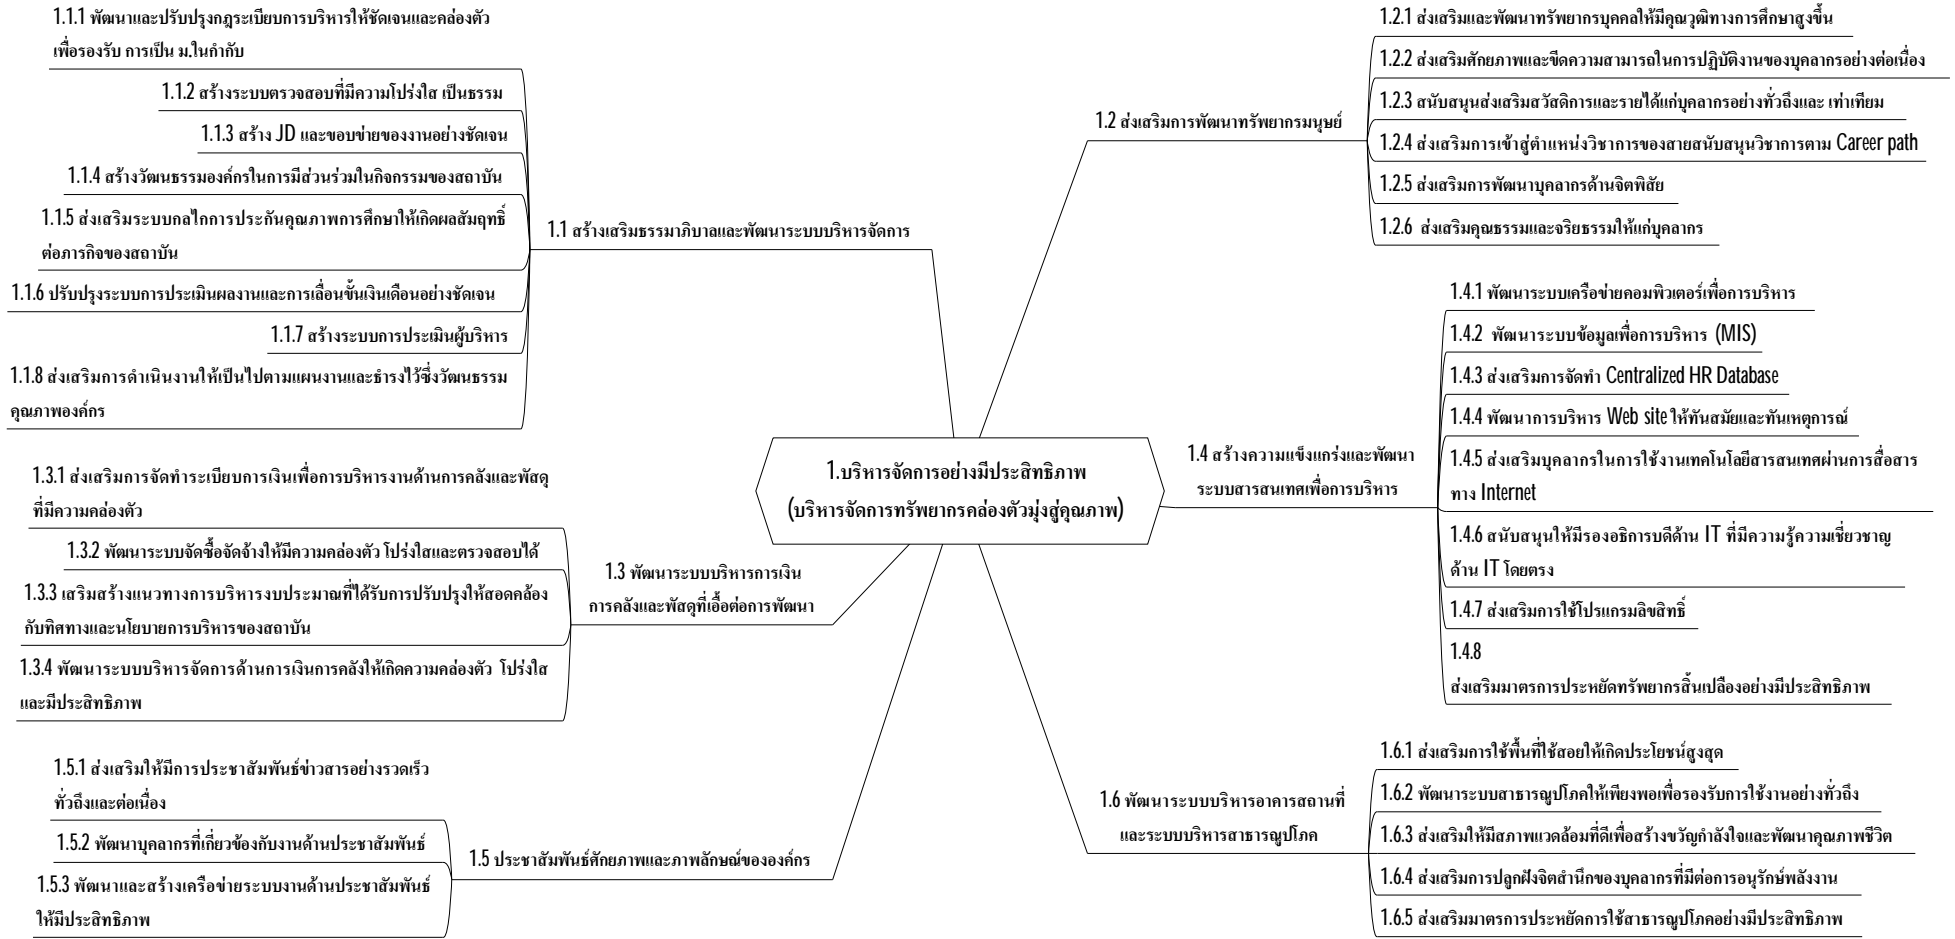 1.บริหารจัดการอย่างมีประสิทธิภาพ
(บริหารจัดการทรัพยากรคล่องตัวมุ่งสู่คุณภาพ)
1.1 สร้างเสริมธรรมาภิบาลและพัฒนาระบบบริหารจัดการ
1.1.1 พัฒนาและปรับปรุงกฎระเบียบการบริหารให้ชัดเจนและคล่องตัว
เพื่อรองรับ การเป็น ม.ในกำกับ
1.1.2 สร้างระบบตรวจสอบที่มีความโปร่งใส เป็นธรรม
1.1.3 สร้าง JD และขอบข่ายของงานอย่างชัดเจน
1.1.4 สร้างวัฒนธรรมองค์กรในการมีส่วนร่วมในกิจกรรมของสถาบัน
1.1.5 ส่งเสริมระบบกลไกการประกันคุณภาพการศึกษาให้เกิดผลสัมฤทธิ์
ต่อภารกิจของสถาบัน
1.1.6 ปรับปรุงระบบการประเมินผลงานและการเลื่อนขั้นเงินเดือนอย่างชัดเจน
1.1.7 สร้างระบบการประเมินผู้บริหาร
1.1.8 ส่งเสริมการดำเนินงานให้เป็นไปตามแผนงานและธำรงไว้ซึ่งวัฒนธรรม
คุณภาพองค์กร
1.2 ส่งเสริมการพัฒนาทรัพยากรมนุษย์
1.2.1 ส่งเสริมและพัฒนาทรัพยากรบุคคลให้มีคุณวุฒิทางการศึกษาสูงขึ้น
1.2.2 ส่งเสริมศักยภาพและขีดความสามารถในการปฏิบัติงานของบุคลากรอย่างต่อเนื่อง
1.2.3 สนับสนุนส่งเสริมสวัสดิการและรายได้แก่บุคลากรอย่างทั่วถึงและ เท่าเทียม
1.2.4 ส่งเสริมการเข้าสู่ตำแหน่งวิชาการของสายสนับสนุนวิชาการตาม Career path
1.2.5 ส่งเสริมการพัฒนาบุคลากรด้านจิตพิสัย
1.2.6 ส่งเสริมคุณธรรมและจริยธรรมให้แก่บุคลากร
1.3 พัฒนาระบบบริหารการเงิน
การคลังและพัสดุที่เอื้อต่อการพัฒนา
1.3.1 ส่งเสริมการจัดทำระเบียบการเงินเพื่อการบริหารงานด้านการคลังและพัสดุ
ที่มีความคล่องตัว
1.3.2 พัฒนาระบบจัดซื้อจัดจ้างให้มีความคล่องตัว โปร่งใสและตรวจสอบได้
1.3.3 เสริมสร้างแนวทางการบริหารงบประมาณที่ได้รับการปรับปรุงให้สอดคล้อง
กับทิศทางและนโยบายการบริหารของสถาบัน
1.3.4 พัฒนาระบบบริหารจัดการด้านการเงินการคลังให้เกิดความคล่องตัว โปร่งใส
และมีประสิทธิภาพ
1.4 สร้างความแข็งแกร่งและพัฒนา
ระบบสารสนเทศเพื่อการบริหาร
1.4.1 พัฒนาระบบเครือข่ายคอมพิวเตอร์เพื่อการบริหาร
1.4.2 พัฒนาระบบข้อมูลเพื่อการบริหาร (MIS)
1.4.3 ส่งเสริมการจัดทำ Centralized HR Database
1.4.4 พัฒนาการบริหาร Web site ให้ทันสมัยและทันเหตุการณ์
1.4.5 ส่งเสริมบุคลากรในการใช้งานเทคโนโลยีสารสนเทศผ่านการสื่อสาร
ทาง Internet
1.4.6 สนับสนุนให้มีรองอธิการบดีด้าน IT ที่มีความรู้ความเชี่ยวชาญ
ด้าน IT โดยตรง
1.4.7 ส่งเสริมการใช้โปรแกรมลิขสิทธิ์
1.4.8
ส่งเสริมมาตรการประหยัดทรัพยากรสิ้นเปลืองอย่างมีประสิทธิภาพ
1.5 ประชาสัมพันธ์ศักยภาพและภาพลักษณ์ขององค์กร
1.5.1 ส่งเสริมให้มีการประชาสัมพันธ์ข่าวสารอย่างรวดเร็ว
ทั่วถึงและต่อเนื่อง
1.5.2 พัฒนาบุคลากรที่เกี่ยวข้องกับงานด้านประชาสัมพันธ์
1.5.3 พัฒนาและสร้างเครือข่ายระบบงานด้านประชาสัมพันธ์
ให้มีประสิทธิภาพ
1.6 พัฒนาระบบบริหารอาคารสถานที่
และระบบบริหารสาธารณูปโภค
1.6.1 ส่งเสริมการใช้พื้นที่ใช้สอยให้เกิดประโยชน์สูงสุด
1.6.2 พัฒนาระบบสาธารณูปโภคให้เพียงพอเพื่อรองรับการใช้งานอย่างทั่วถึง
1.6.3 ส่งเสริมให้มีสภาพแวดล้อมที่ดีเพื่อสร้างขวัญกำลังใจและพัฒนาคุณภาพชีวิต
1.6.4 ส่งเสริมการปลูกฝังจิตสำนึกของบุคลากรที่มีต่อการอนุรักษ์พลังงาน
1.6.5 ส่งเสริมมาตรการประหยัดการใช้สาธารณูปโภคอย่างมีประสิทธิภาพ